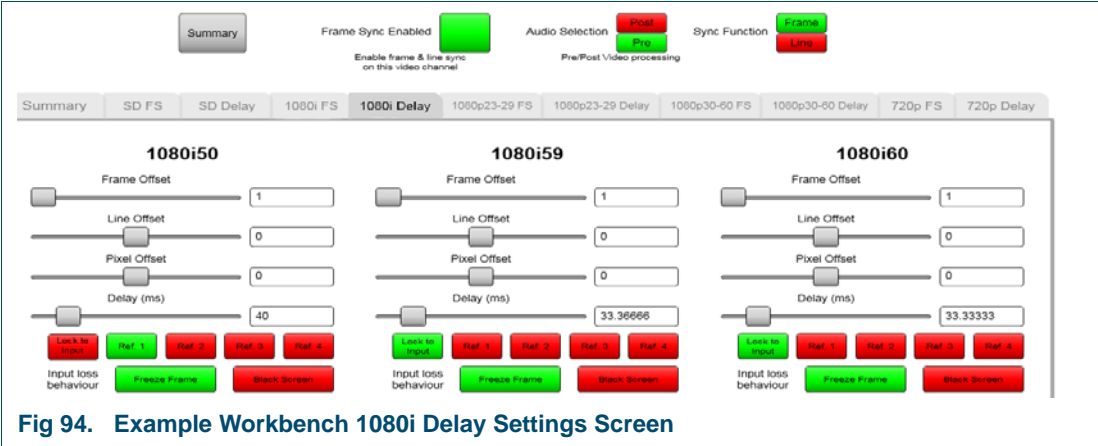 Summary
Frame Sync Enabled
Enable frame & line sync
on this video channel
Audio Selection
Post
Pre
Pre/Post Video processing
Sync Function
Frame
Line
Summary SD FS SD Delay 1080i FS 1080i Delay 1080p23-29 FS 1080p23-29 Delay 1080p30-60 FS 1080p30-60 Delay 720p FS 720p Delay
1080i50
Frame Offset
1
Line Offset
0
Pixel Offset
0
Delay (ms)
40
Lock to
Input
Ref. 1
Ref. 2
Ref. 3
Ref. 4
Input loss
behaviour
Freeze Frame
Black Screen
1080i59
Frame Offset
1
Line Offset
0
Pixel Offset
0
Delay (ms)
33.36666
Lock to
Input
Ref. 1
Ref. 2
Ref. 3
Ref. 4
Input loss
behaviour
Freeze Frame
Black Screen
1080i60
Frame Offset
1
Line Offset
0
Pixel Offset
0
Delay (ms)
33.33333
Lock to
Input
Ref. 1
Ref. 2
Ref. 3
Ref. 4
Input loss
behaviour
Freeze Frame
Black Screen
Fig 94. Example Workbench 1080i Delay Settings Screen